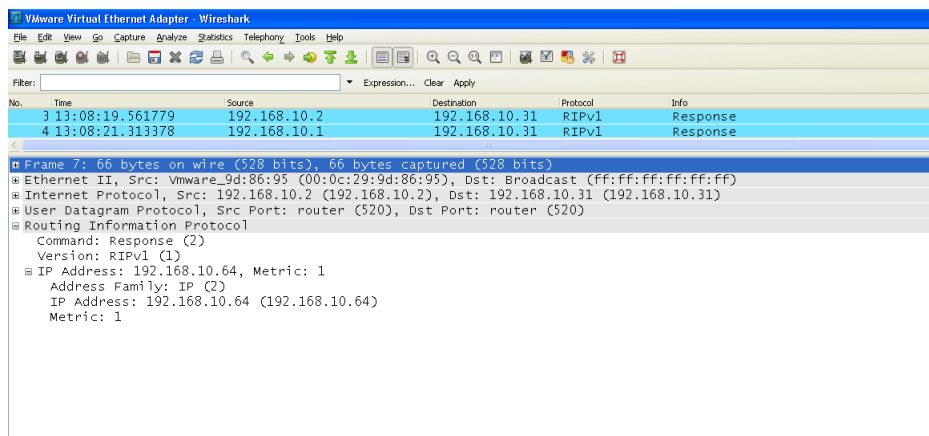 VMware Virtual Ethernet Adapter - Wireshark
File Edit View Go Capture Analyze Statistics Telephony Tools Help
Filter: Expression... Clear Apply
No. Time Source Destination Protocol Info
3 13:08:19.561779 192.168.10.2 192.168.10.31 RIPv1 Response
4 13:08:21.313378 192.168.10.1 192.168.10.31 RIPv1 Response
Frame 7: 66 bytes on wire (528 bits), 66 bytes captured (528 bits)
Ethernet II, Src: Vmware_9d:86:95 (00:0c:29:9d:86:95), Dst: Broadcast (ff:ff:ff:ff:ff:ff)
Internet Protocol, Src: 192.168.10.2 (192.168.10.2), Dst: 192.168.10.31 (192.168.10.31)
User Datagram Protocol, Src Port: router (520), Dst Port: router (520)
Routing Information Protocol
Command: Response (2)
Version: RIPv1 (1)
IP Address: 192.168.10.64, Metric: 1
Address Family: IP (2)
IP Address: 192.168.10.64 (192.168.10.64)
Metric: 1